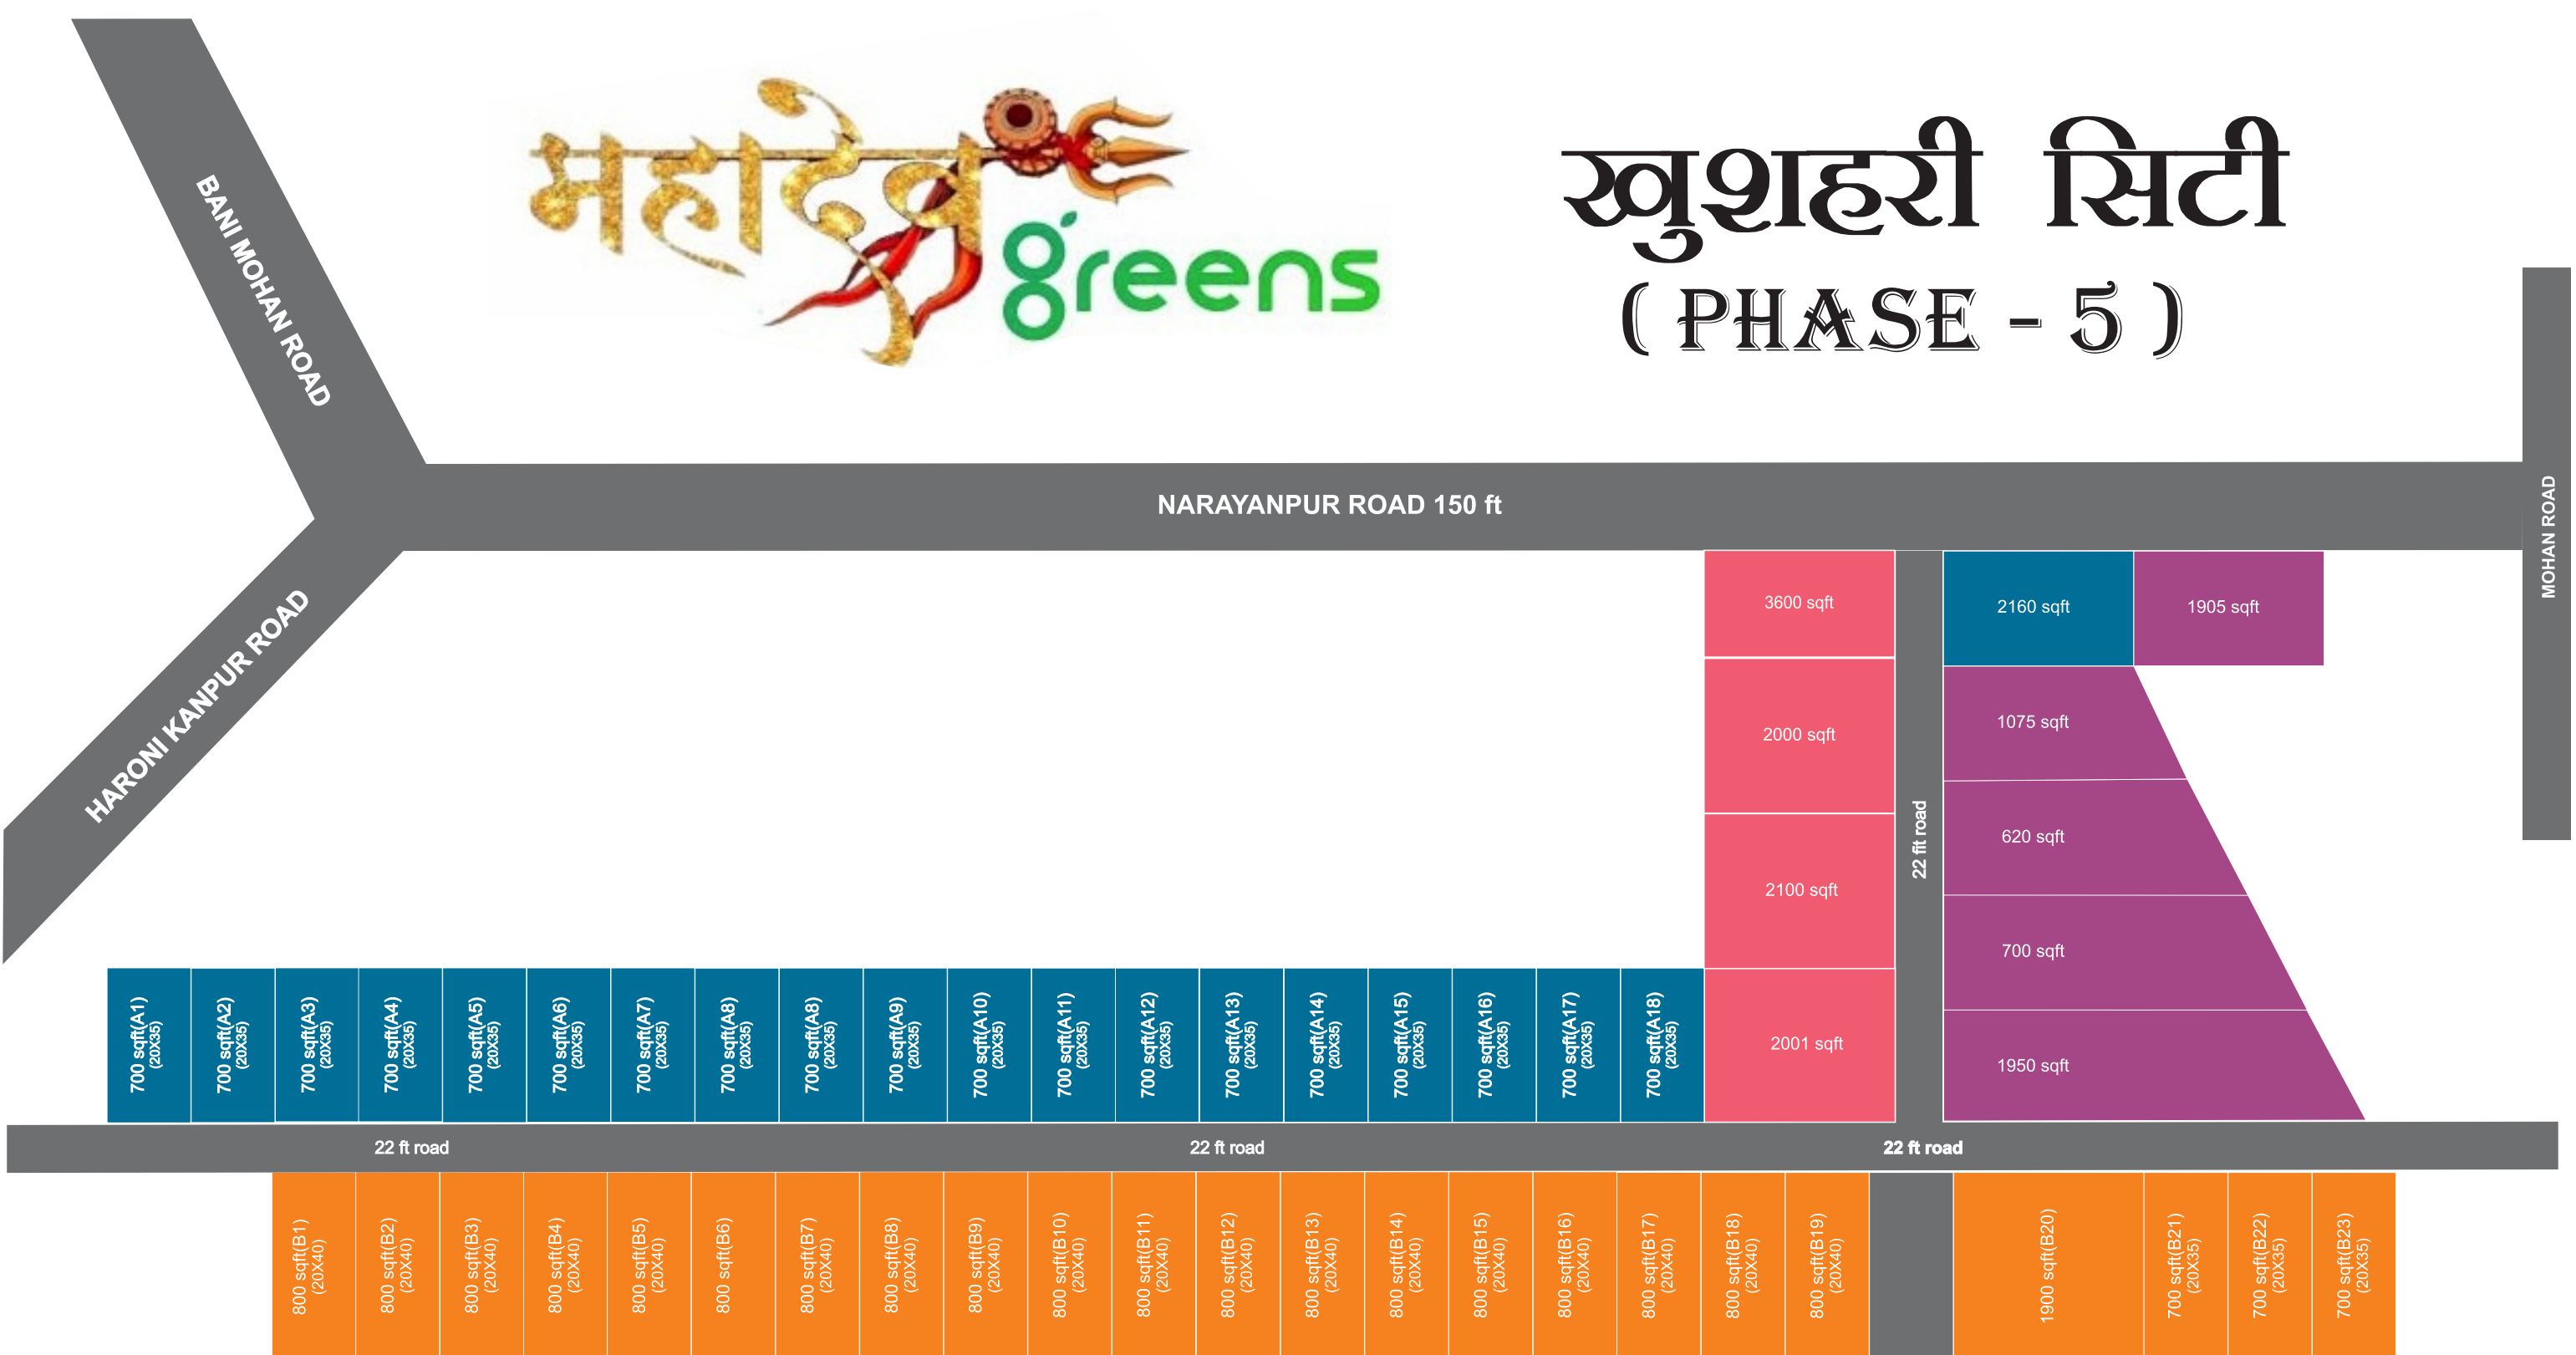 महादेव
greens
खुशहरी सिटी
( PHASE - 5 )
BANI MOHAN ROAD
NARAYANPUR ROAD 150 ft
MOHAN ROAD
HARONI KANPUR ROAD
3600 sqft
2160 sqft
1905 sqft
2000 sqft
1075 sqft
22 fit road
620 sqft
2100 sqft
700 sqft
2001 sqft
1950 sqft
700 sqft(A1)
(20X35)
700 sqft(A2)
(20X35)
700 sqft(A3)
(20X35)
700 sqft(A4)
(20X35)
700 sqft(A5)
(20X35)
700 sqft(A6)
(20X35)
700 sqft(A7)
(20X35)
700 sqft(A8)
(20X35)
700 sqft(A8)
(20X35)
700 sqft(A9)
(20X35)
700 sqft(A10)
(20X35)
700 sqft(A11)
(20X35)
700 sqft(A12)
(20X35)
700 sqft(A13)
(20X35)
700 sqft(A14)
(20X35)
700 sqft(A15)
(20X35)
700 sqft(A16)
(20X35)
700 sqft(A17)
(20X35)
700 sqft(A18)
(20X35)
22 ft road
22 ft road
22 ft road
800 sqft(B1)
(20X40)
800 sqft(B2)
(20X40)
800 sqft(B3)
(20X40)
800 sqft(B4)
(20X40)
800 sqft(B5)
(20X40)
800 sqft(B6)
800 sqft(B7)
(20X40)
800 sqft(B8)
(20X40)
800 sqft(B9)
(20X40)
800 sqft(B10)
(20X40)
800 sqft(B11)
(20X40)
800 sqft(B12)
(20X40)
800 sqft(B13)
(20X40)
800 sqft(B14)
(20X40)
800 sqft(B15)
(20X40)
800 sqft(B16)
(20X40)
800 sqft(B17)
(20X40)
800 sqft(B18)
(20X40)
800 sqft(B19)
(20X40)
1900 sqft(B20)
700 sqft(B21)
(20X35)
700 sqft(B22)
(20X35)
700 sqft(B23)
(20X35)